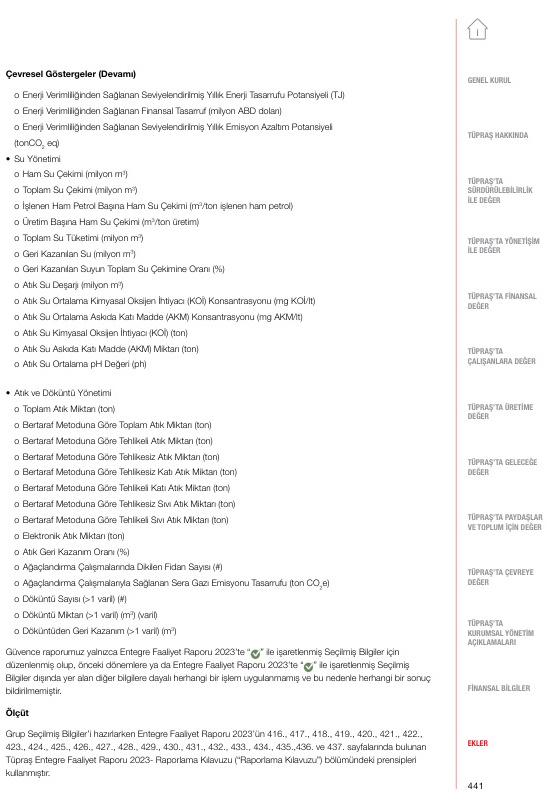 Çevresel Göstergeler (Devamı)
o Enerji Verimliliğinden Sağlanan Seviyelendirilmiş Yıllık Enerji Tasarrufu Potansiyeli (TJ)
o Enerji Verimliliğinden Sağlanan Finansal Tasarruf (milyon ABD doları)
o Enerji Verimliliğinden Sağlanan Seviyelendirilmiş Yıllık Emisyon Azaltım Potansiyeli
(tonCO₂ eq)
• Su Yönetimi
o Ham Su Çekimi (milyon m³)
o Toplam Su Çekimi (milyon m³)
o İşlenen Ham Petrol Başına Ham Su Çekimi (m³/ton işlenen ham petrol)
o Üretim Başına Ham Su Çekimi (m³/ton üretim)
o Toplam Su Tüketimi (milyon m³)
o Geri Kazanılan Su (milyon m³)
o Geri Kazanılan Suyun Toplam Su Çekimine Oranı (%)
o Atık Su Deşarjı (milyon m³)
o Atık Su Ortalama Kimyasal Oksijen İhtiyacı (KOİ) Konsantrasyonu (mg KOİ/lt)
o Atık Su Ortalama Askıda Katı Madde (AKM) Konsantrasyonu (mg AKM/lt)
o Atık Su Kimyasal Oksijen İhtiyacı (KOİ) (ton)
o Atık Su Askıda Katı Madde (AKM) Miktarı (ton)
o Atık Su Ortalama pH Değeri (ph)
• Atık ve Döküntü Yönetimi
o Toplam Atık Miktarı (ton)
o Bertaraf Metoduna Göre Toplam Atık Miktarı (ton)
o Bertaraf Metoduna Göre Tehlikeli Atık Miktarı (ton)
o Bertaraf Metoduna Göre Tehlikesiz Atık Miktarı (ton)
o Bertaraf Metoduna Göre Tehlikesiz Katı Atık Miktarı (ton)
o Bertaraf Metoduna Göre Tehlikeli Katı Atık Miktarı (ton)
o Bertaraf Metoduna Göre Tehlikesiz Sıvı Atık Miktarı (ton)
o Bertaraf Metoduna Göre Tehlikeli Sıvı Atık Miktarı (ton)
o Elektronik Atık Miktarı (ton)
o Atık Geri Kazanım Oranı (%)
o Ağaçlandırma Çalışmalarında Dikilen Fidan Sayısı (#)
o Ağaçlandırma Çalışmalarıyla Sağlanan Sera Gazı Emisyonu Tasarrufu (ton CO₂e)
o Döküntü Sayısı (>1 varil) (#)
o Döküntü Miktarı (>1 varil) (m³) (varil)
o Döküntüden Geri Kazanım (>1 varil) (m³)
Güvence raporumuz yalnızca Entegre Faaliyet Raporu 2023'te “✓” ile işaretlenmiş Seçilmiş Bilgiler için
düzenlenmiş olup, önceki dönemlere ya da Entegre Faaliyet Raporu 2023'te “✓” ile işaretlenmiş Seçilmiş
Bilgiler dışında yer alan diğer bilgilere dayalı herhangi bir işlem uygulanmamış ve bu nedenle herhangi bir sonuç
bildirilmemiştir.
Ölçüt
Grup Seçilmiş Bilgiler'i hazırlarken Entegre Faaliyet Raporu 2023'ün 416., 417., 418., 419., 420., 421., 422.,
423., 424., 425., 426., 427., 428., 429., 430., 431., 432., 433., 434., 435.,436. ve 437. sayfalarında bulunan
Tüpraş Entegre Faaliyet Raporu 2023- Raporlama Kılavuzu (“Raporlama Kılavuzu”) bölümündeki prensipleri
kullanmıştır.
GENEL KURUL
TÜPRAŞ HAKKINDA
TÜPRAŞ'TA
SÜRDÜRÜLEBİLİRLİK
İLE DEĞER
TÜPRAŞ'TA YÖNETİŞİM
İLE DEĞER
TÜPRAŞ'TA FİNANSAL
DEĞER
TÜPRAŞ'TA
ÇALIŞANLARA DEĞER
TÜPRAŞ'TA ÜRETİME
DEĞER
TÜPRAŞ'TA GELECEĞE
DEĞER
TÜPRAŞ'TA PAYDAŞLAR
VE TOPLUM İÇİN DEĞER
TÜPRAŞ'TA ÇEVREYE
DEĞER
TÜPRAŞ'TA
KURUMSAL YÖNETİM
AÇIKLAMALARI
FİNANSAL BİLGİLER
EKLER
441